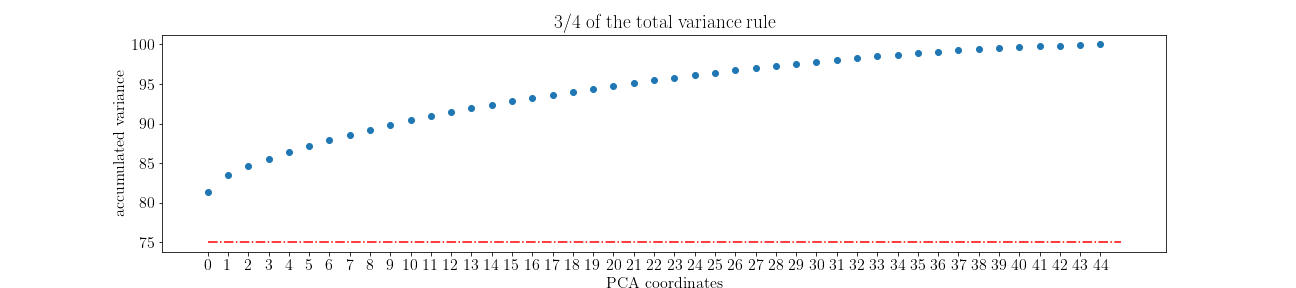 3/4 of the total variance rule
accumulated variance
100
95
90
85
80
75
0 1 2 3 4 5 6 7 8 9 10 11 12 13 14 15 16 17 18 19 20 21 22 23 24 25 26 27 28 29 30 31 32 33 34 35 36 37 38 39 40 41 42 43 44
PCA coordinates